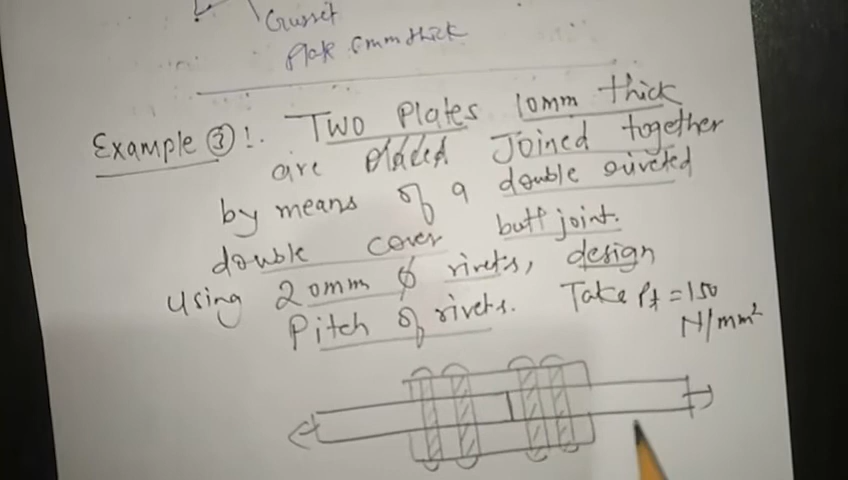 Gusset
Plate 6mm thick
Example ③ :. Two Plates 10mm thick
are Joined together
by means of a double riveted
double cover butt joint.
Using 20mm ϕ rivets, design
Pitch of rivets. Take Pt = 150
N/mm²